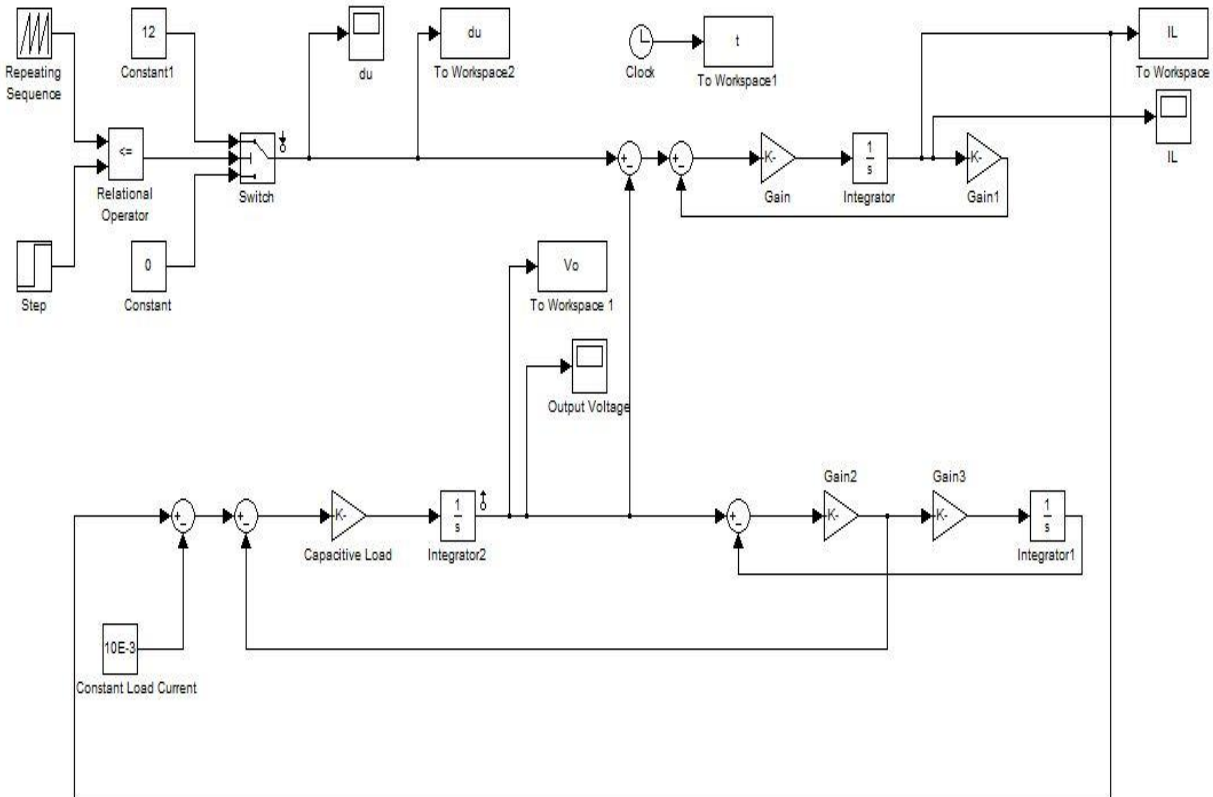 12
du
t
IL
Repeating
Sequence
Constant1
du
To Workspace2
Clock
To Workspace1
To Workspace
<=
+
-
+
-
K-
1
s
K-
IL
Relational
Operator
Switch
Gain
Integrator
Gain1
0
Vo
Step
Constant
To Workspace 1
Output Voltage
Gain2
Gain3
+
-
+
-
K-
1
s
+
-
K-
K-
1
s
Capacitive Load
Integrator2
Integrator1
10E-3
Constant Load Current